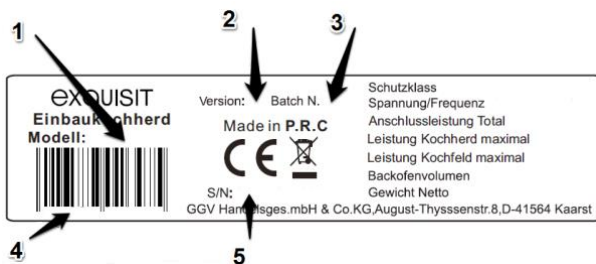 1
2
3
exquisit
Einbaukochherd
Modell:
Version:
Batch N.
Made in P.R.C
CE
S/N:
Schutzklass
Spannung/Frequenz
Anschlussleistung Total
Leistung Kochherd maximal
Leistung Kochfeld maximal
Backofenvolumen
Gewicht Netto
GGV Handelsges.mbH & Co.KG,August-Thysssenstr.8,D-41564 Kaarst
4
5